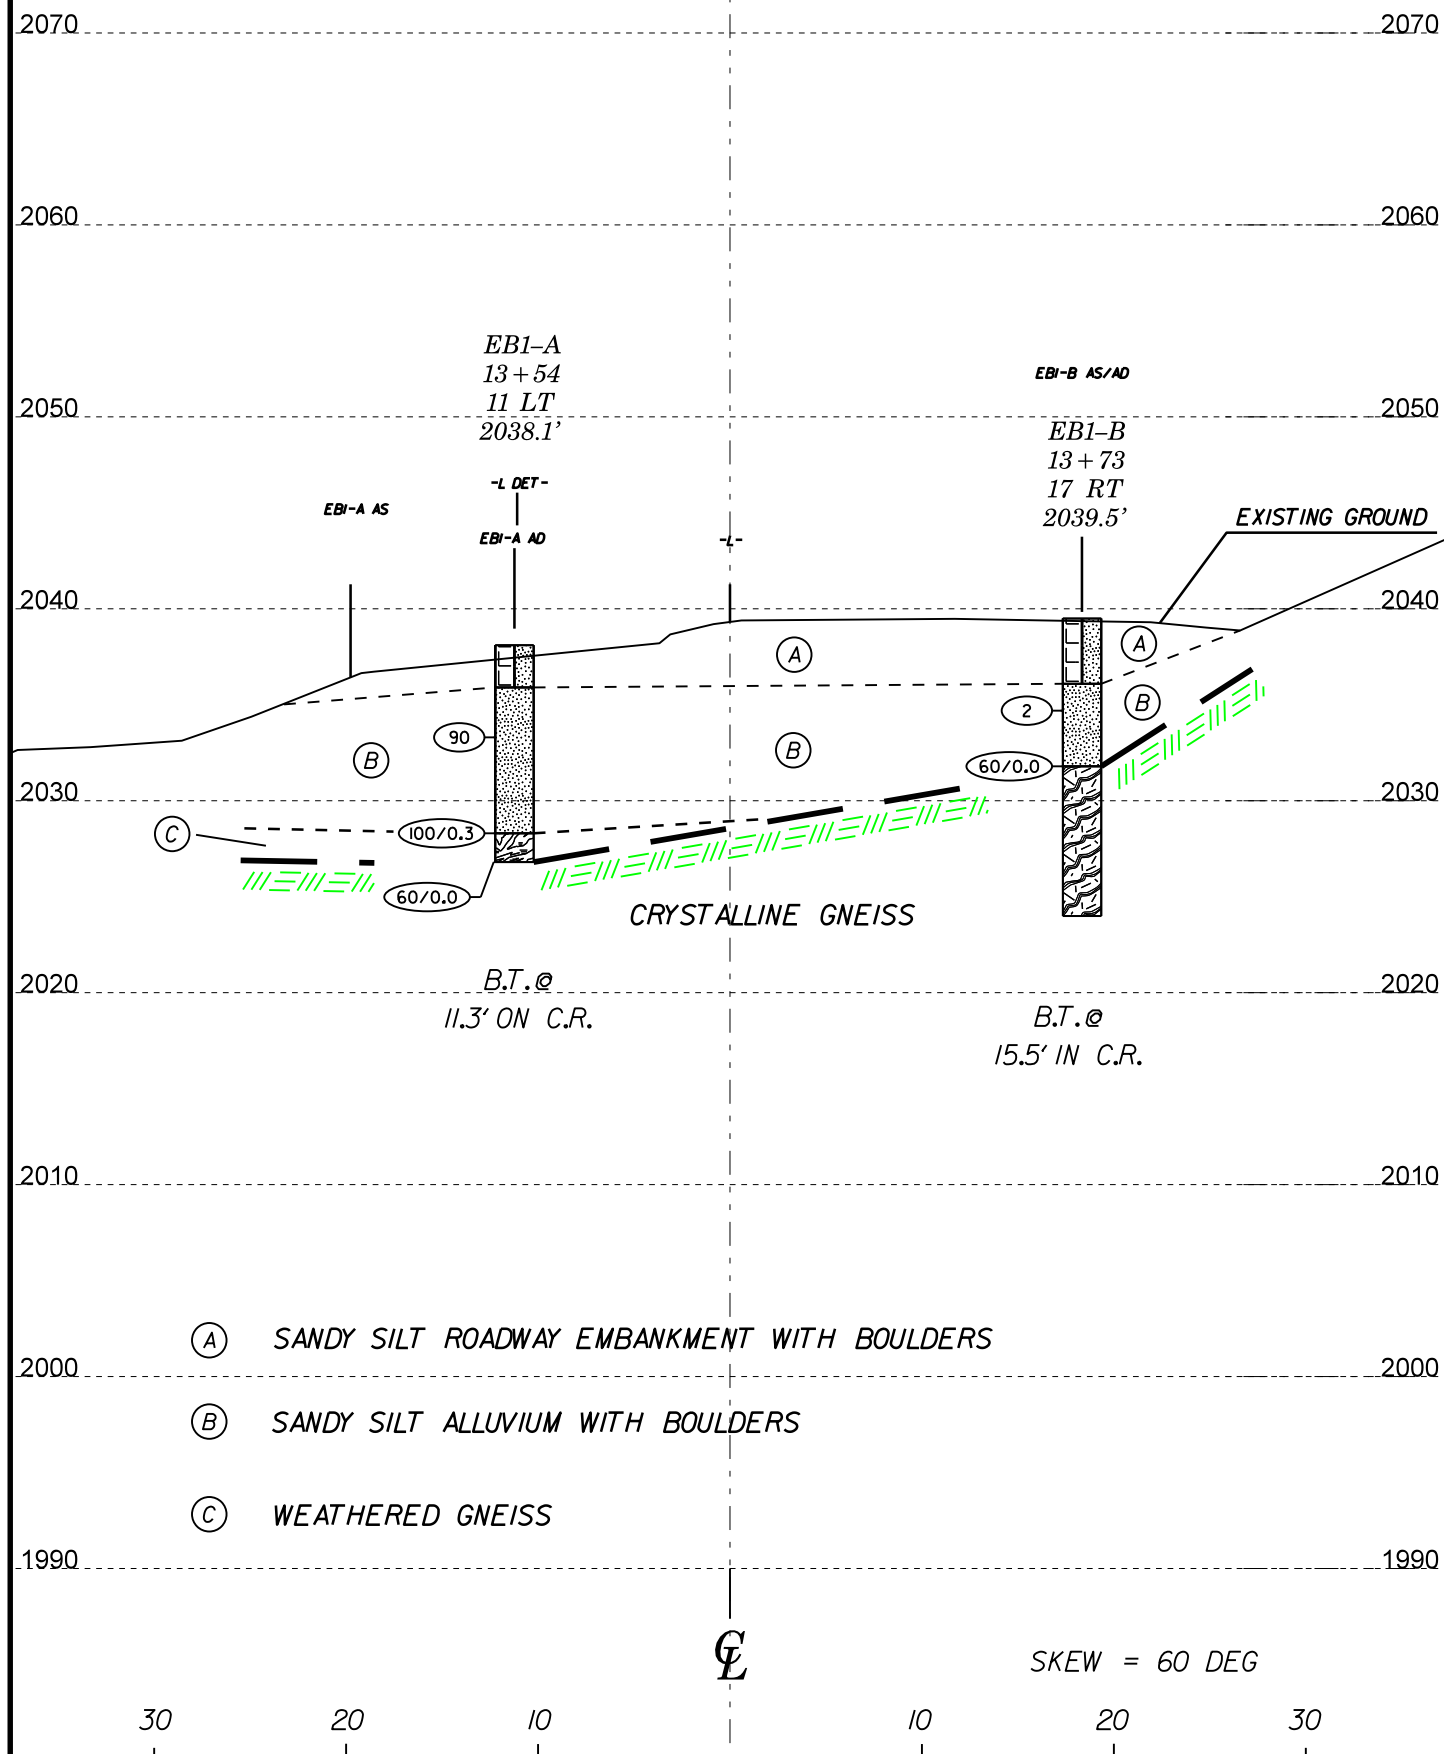 2070 2070
2060 2060
EB1-A
13+54
11 LT
2038.1'
EB1-B AS/AD
2050 2050
EB1-B
13+73
17 RT
2039.5'
-L DET-
EB1-A AS
EB1-A AD
-L-
EXISTING GROUND
2040 2040
A
A
B
2
90
B
B
60/0.0
2030 2030
C
100/0.3
60/0.0
CRYSTALLINE GNEISS
2020 2020
B.T. @
11.3' ON C.R.
B.T. @
15.5' IN C.R.
2010 2010
A SANDY SILT ROADWAY EMBANKMENT WITH BOULDERS
2000 2000
B SANDY SILT ALLUVIUM WITH BOULDERS
C WEATHERED GNEISS
1990 1990
℄
SKEW = 60 DEG
30 20 10 10 20 30